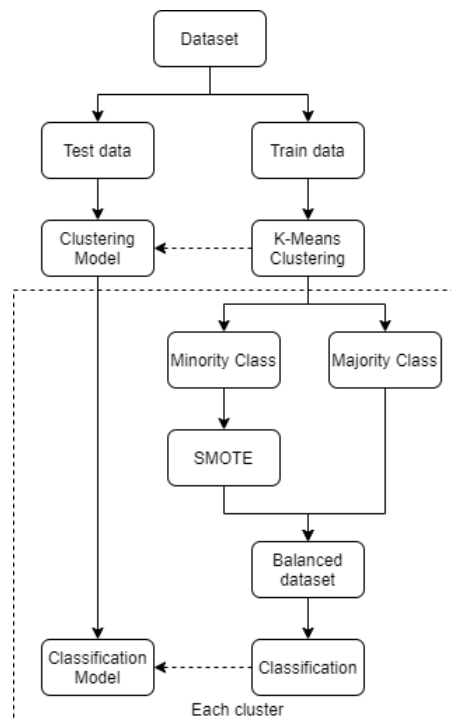 Dataset
Test data
Train data
Clustering
Model
K-Means
Clustering
Minority Class
Majority Class
SMOTE
Balanced
dataset
Classification
Model
Classification
Each cluster